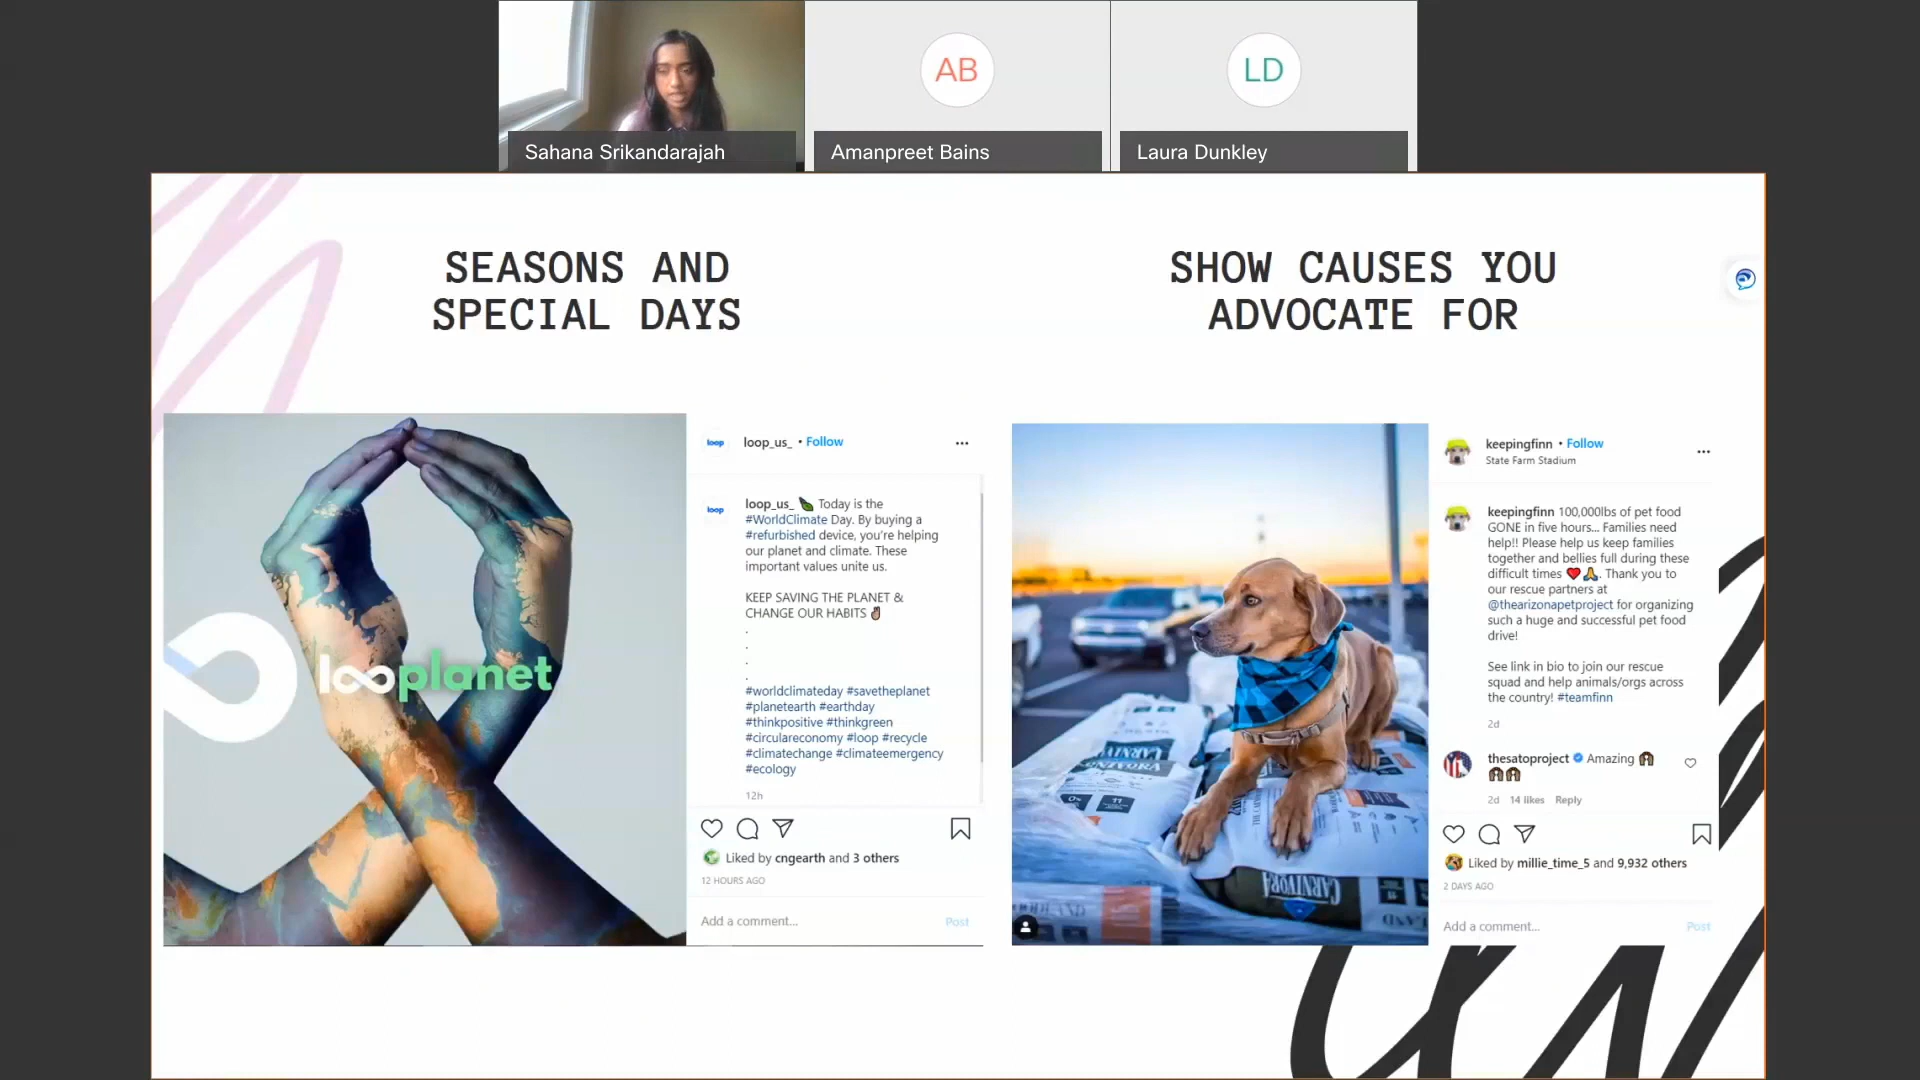 AB
LD
Sahana Srikandarajah
Amanpreet Bains
Laura Dunkley
SEASONS AND
SPECIAL DAYS
SHOW CAUSES YOU
ADVOCATE FOR
looplanet
loop
loop_us_ • Follow
loop
loop_us_ Today is the
#WorldClimate Day. By buying a
#refurbished device, you're helping
our planet and climate. These
important values unite us.
KEEP SAVING THE PLANET &
CHANGE OUR HABITS ✌🏽
.
.
.
.
#worldclimateday #savetheplanet
#planetearth #earthday
#thinkpositive #thinkgreen
#circulareconomy #loop #recycle
#climatechange #climateemergency
#ecology
12h
Liked by cngearth and 3 others
12 HOURS AGO
Add a comment...
Post
CARNIVORA
keepingfinn • Follow
State Farm Stadium
keepingfinn 100,000lbs of pet food
GONE in five hours... Families need
help!! Please help us keep families
together and bellies full during these
difficult times ❤️🙏. Thank you to
our rescue partners at
@thearizonapetproject for organizing
such a huge and successful pet food
drive!
See link in bio to join our rescue
squad and help animals/orgs across
the country! #teamfinn
2d
thesatoproject Amazing
2d 14 likes Reply
Liked by millie_time_5 and 9,932 others
2 DAYS AGO
Add a comment...
Post